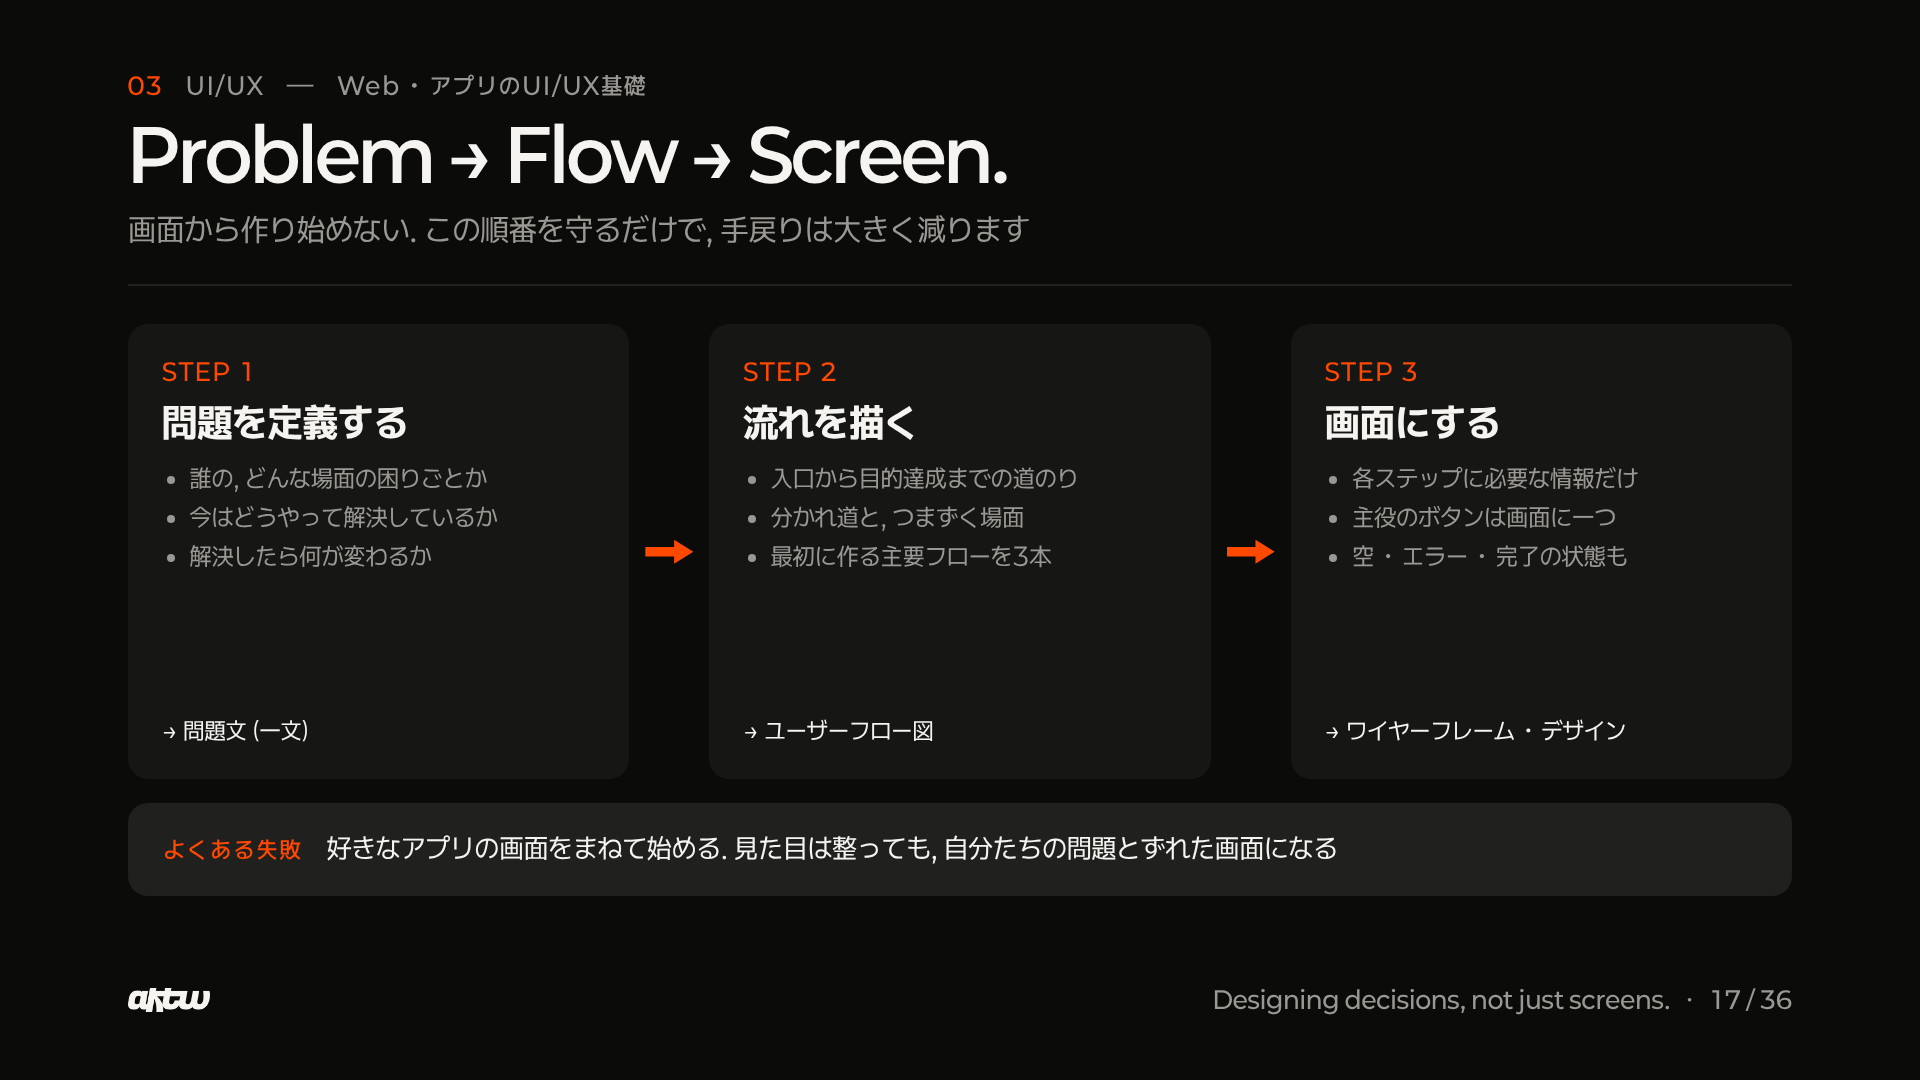 03 UI/UX — Web・アプリのUI/UX基礎
Problem → Flow → Screen.
画面から作り始めない. この順番を守るだけで, 手戻りは大きく減ります
STEP 1
問題を定義する
• 誰の, どんな場面の困りごとか
• 今はどうやって解決しているか
• 解決したら何が変わるか
→ 問題文 (一文)
STEP 2
流れを描く
• 入口から目的達成までの道のり
• 分かれ道と, つまずく場面
• 最初に作る主要フローを3本
→ ユーザーフロー図
STEP 3
画面にする
• 各ステップに必要な情報だけ
• 主役のボタンは画面に一つ
• 空・エラー・完了の状態も
→ ワイヤーフレーム・デザイン
よくある失敗 好きなアプリの画面をまねて始める. 見た目は整っても, 自分たちの問題とずれた画面になる
aktw
Designing decisions, not just screens. · 17 / 36